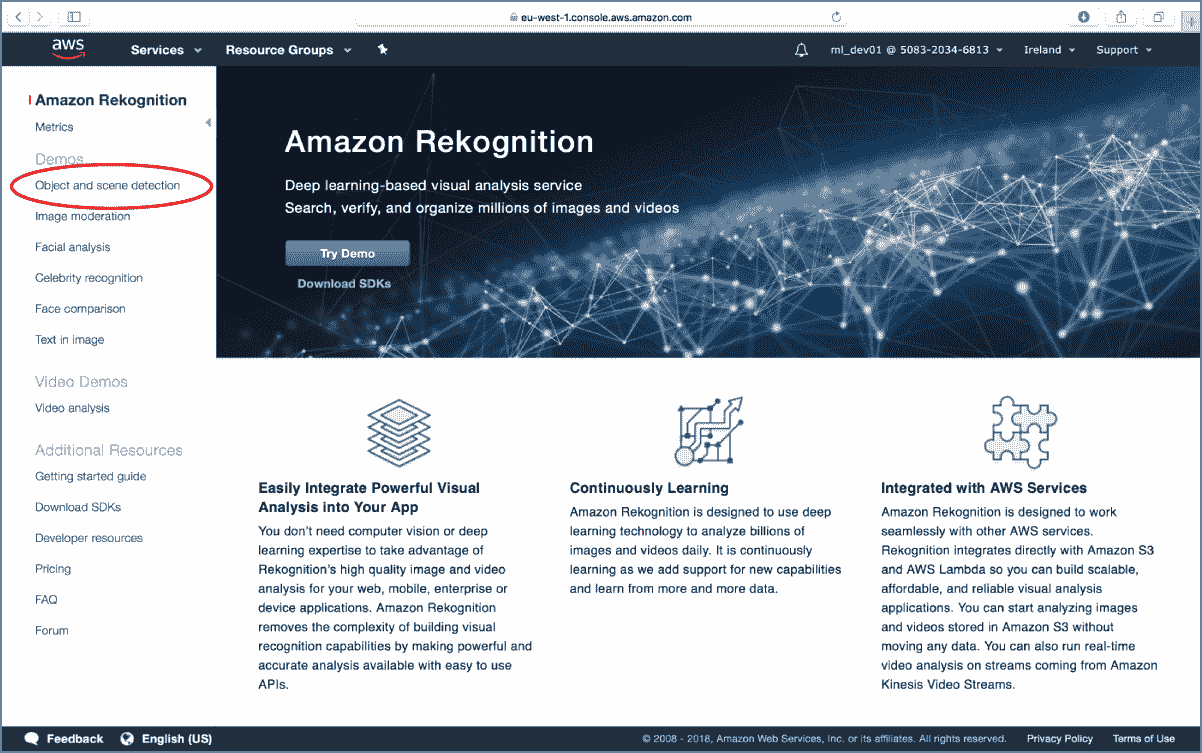 eu-west-1.console.aws.amazon.com
aws
Services
Resource Groups
ml_dev01 @ 5083-2034-6813
Ireland
Support
Amazon Rekognition
Metrics
Demos
Object and scene detection
Image moderation
Facial analysis
Celebrity recognition
Face comparison
Text in image
Video Demos
Video analysis
Additional Resources
Getting started guide
Download SDKs
Developer resources
Pricing
FAQ
Forum
Amazon Rekognition
Deep learning-based visual analysis service
Search, verify, and organize millions of images and videos
Try Demo
Download SDKs
Easily Integrate Powerful Visual
Analysis into Your App
You don't need computer vision or deep
learning expertise to take advantage of
Rekognition's high quality image and video
analysis for your web, mobile, enterprise or
device applications. Amazon Rekognition
removes the complexity of building visual
recognition capabilities by making powerful and
accurate analysis available with easy to use
APIs.
Continuously Learning
Amazon Rekognition is designed to use deep
learning technology to analyze billions of
images and videos daily. It is continuously
learning as we add support for new capabilities
and learn from more and more data.
Integrated with AWS Services
Amazon Rekognition is designed to work
seamlessly with other AWS services.
Rekognition integrates directly with Amazon S3
and AWS Lambda so you can build scalable,
affordable, and reliable visual analysis
applications. You can start analyzing images
and videos stored in Amazon S3 without
moving any data. You can also run real-time
video analysis on streams coming from Amazon
Kinesis Video Streams.
Feedback
English (US)
© 2008 - 2018, Amazon Web Services, Inc. or its affiliates. All rights reserved.
Privacy Policy
Terms of Use